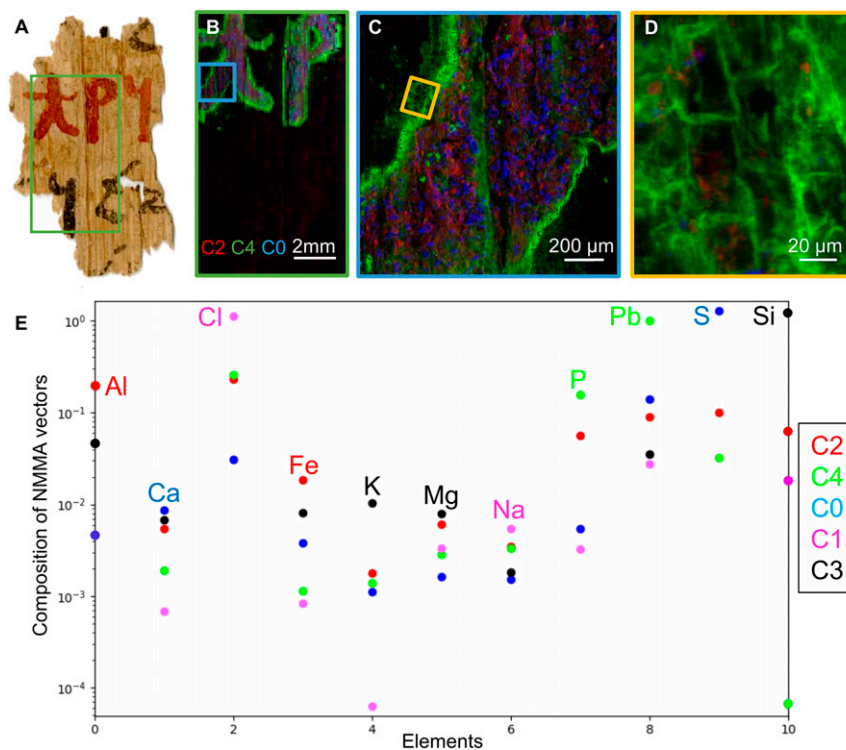 A
B
C
D
C2 C4 C0
2mm
200 µm
20 µm
E
Composition of NMMA vectors
10⁰
10⁻¹
10⁻²
10⁻³
10⁻⁴
Al
Ca
Cl
Fe
K
Mg
Na
P
Pb
S
Si
0
2
4
6
8
10
Elements
C2
C4
C0
C1
C3